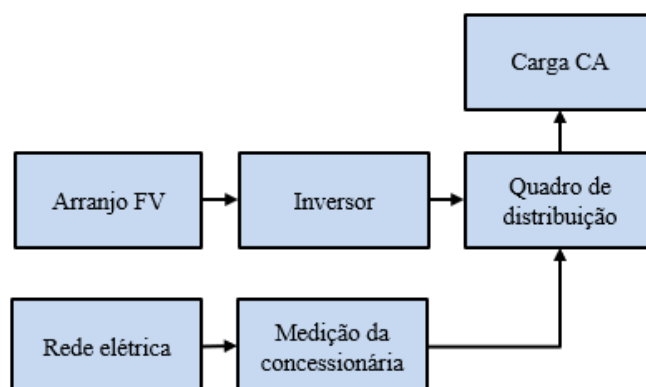 Carga CA
Arranjo FV
Inversor
Quadro de
distribuição
Rede elétrica
Medição da
concessionária